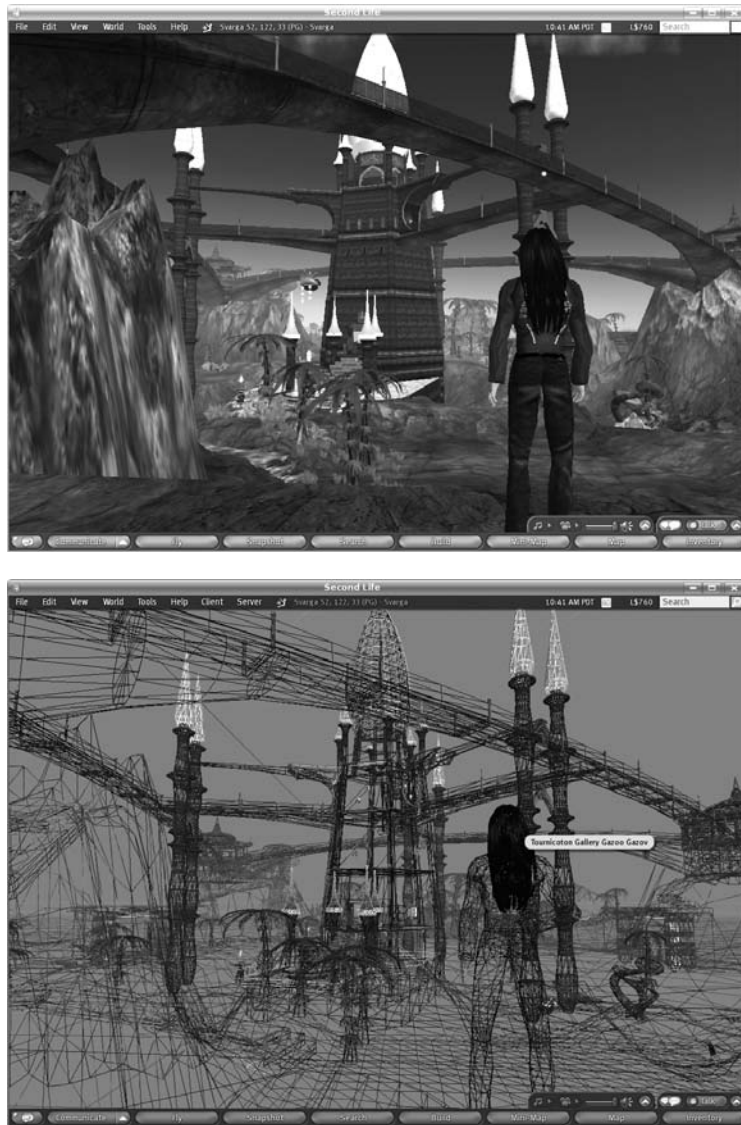 Second Life
File Edit View World Tools Help Svarga 52, 122, 33 (PG) - Svarga 10:41 AM PDT L$760 Search
Communicate Fly Snapshot Search Build Mini-Map Map Inventory
Second Life
File Edit View World Tools Help Client Server Svarga 52, 122, 33 (PG) - Svarga 10:41 AM PDT L$760 Search
Tournicoton Gallery Gazoo Gazov
Talk
Communicate Fly Snapshot Search Build Mini-Map Map Inventory